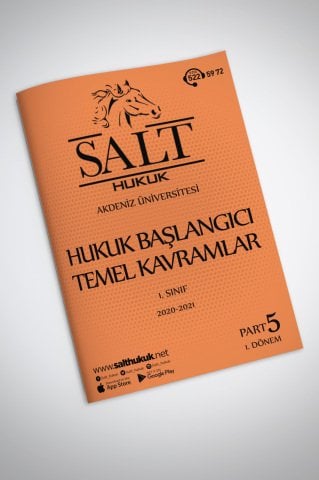 522 59 72
SALT
HUKUK
AKDENİZ ÜNİVERSİTESİ
HUKUK BAŞLANGICI
TEMEL KAVRAMLAR
1. SINIF
2020-2021
PART 5
1. DÖNEM
www.salthukuk.net
App Store
Google Play